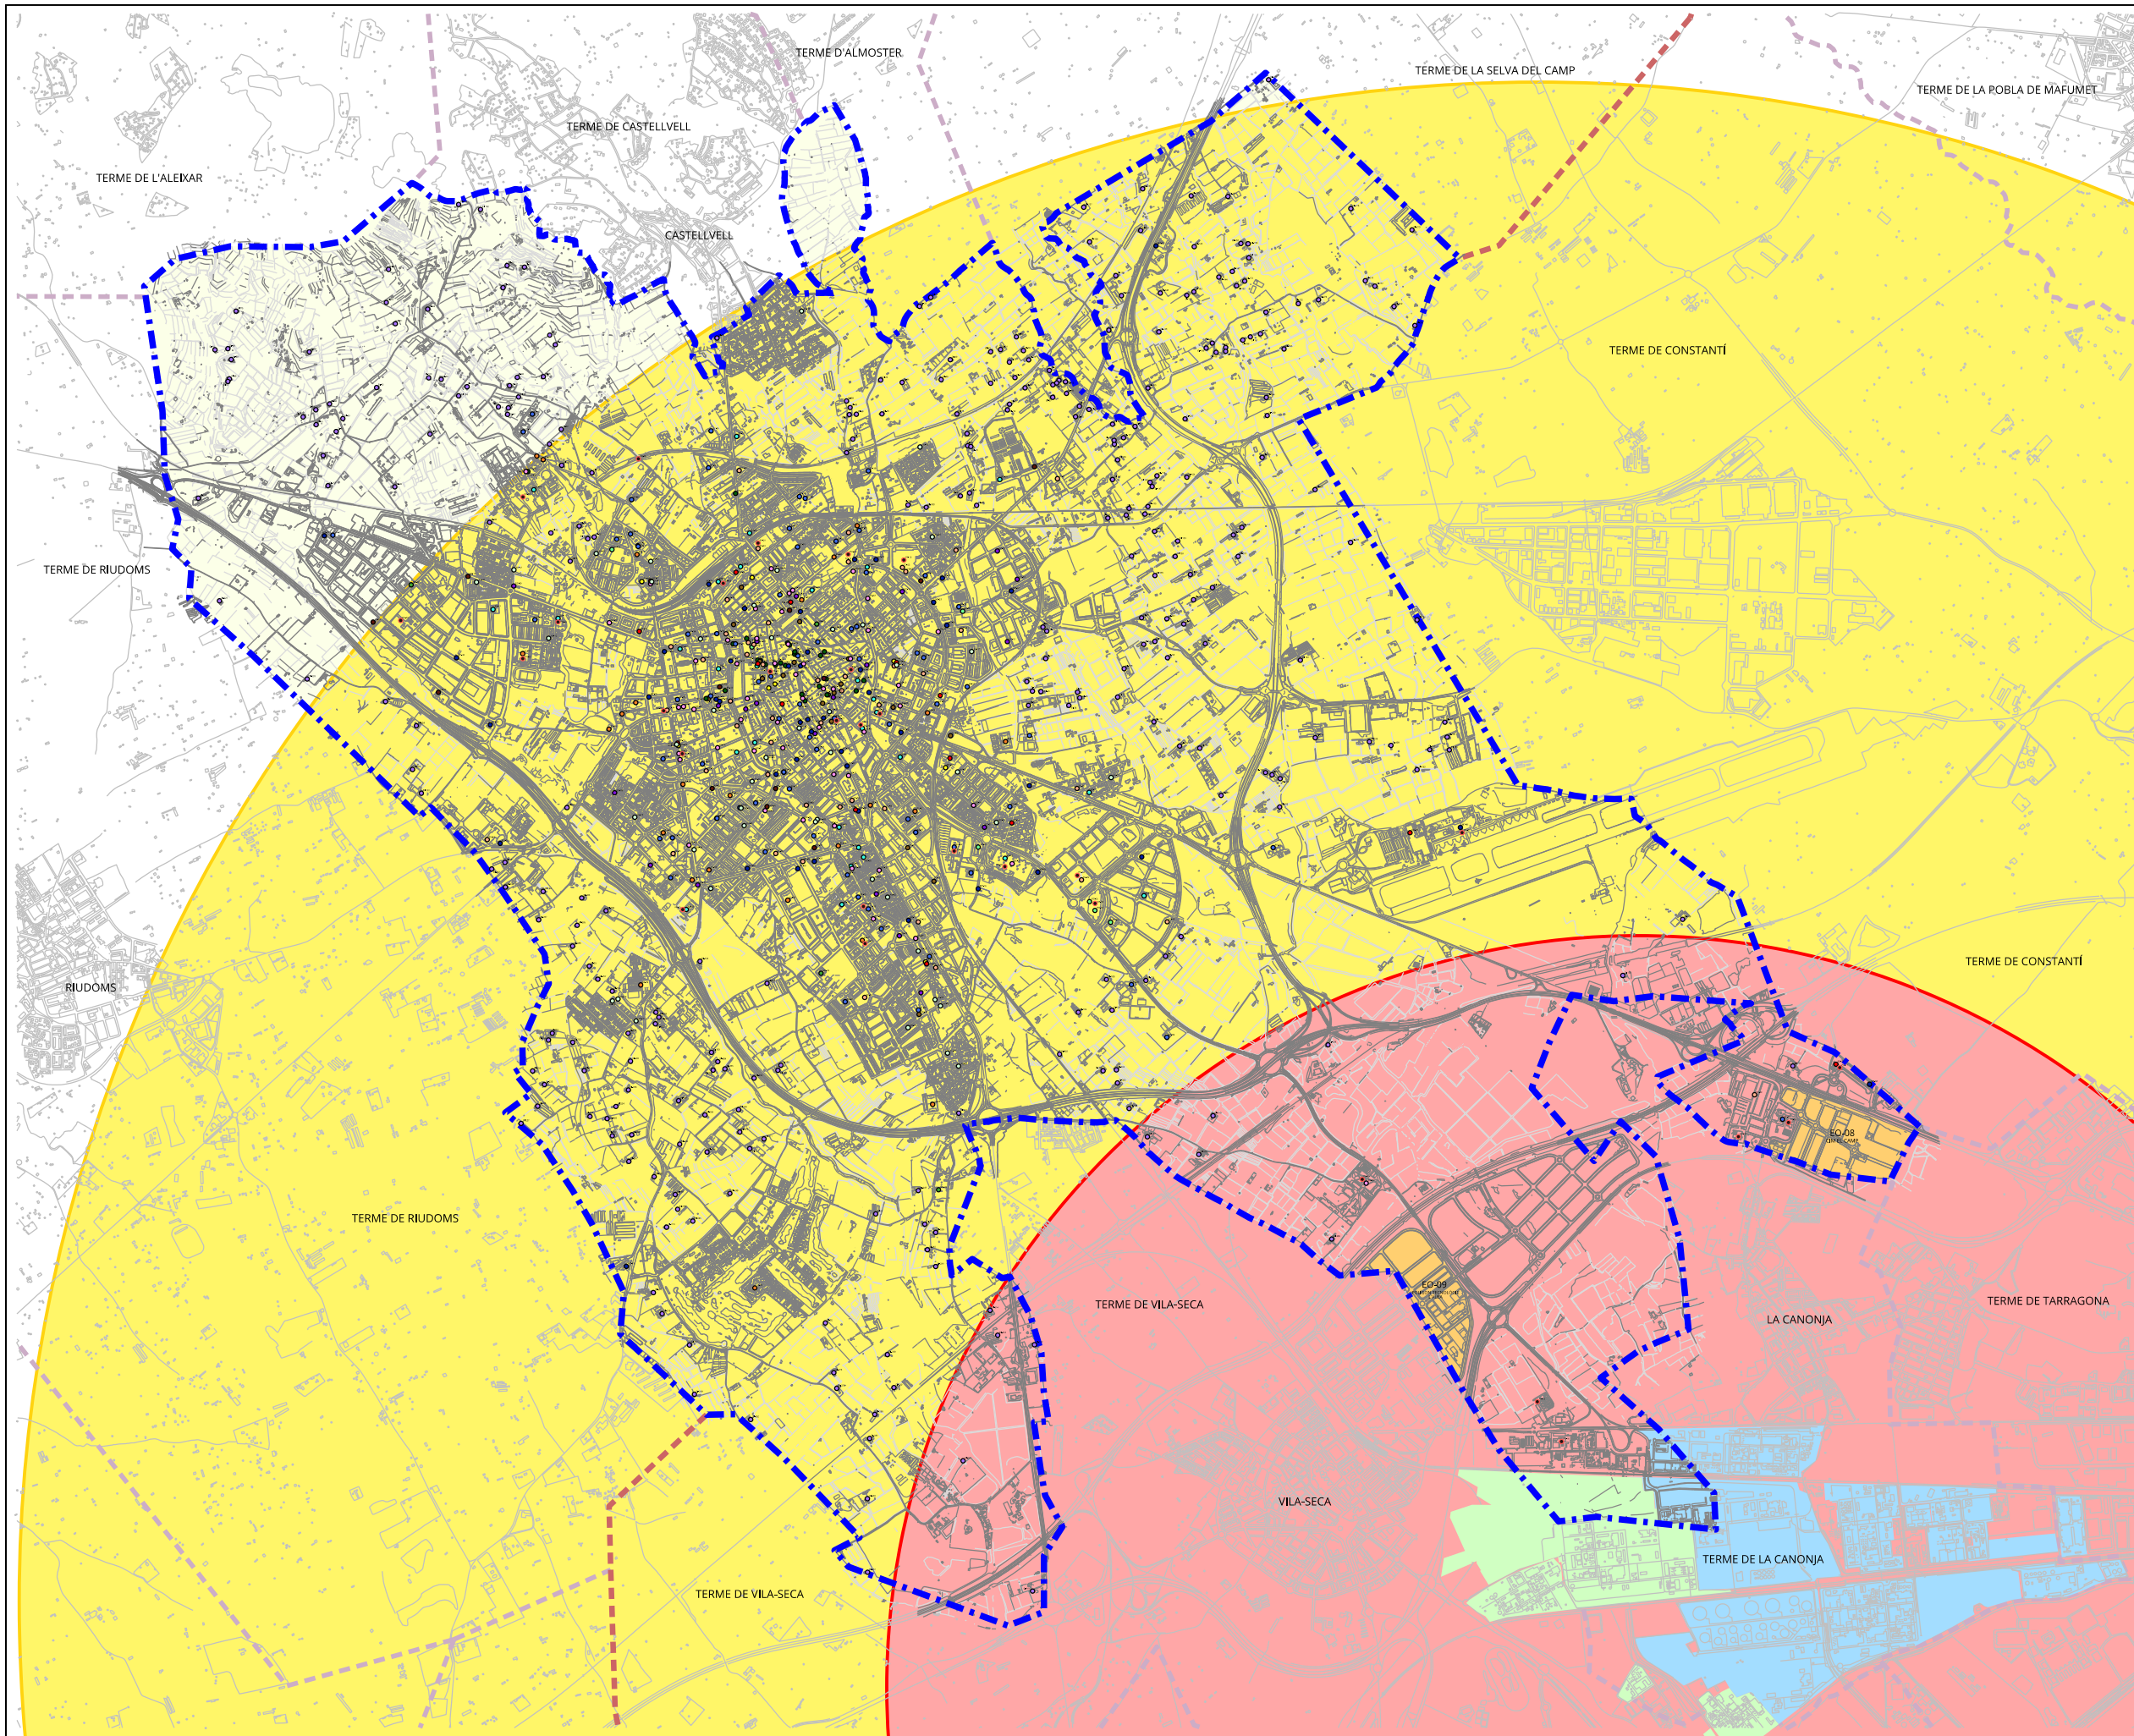 TERME D'ALMOSTER
TERME DE LA SELVA DEL CAMP
TERME DE LA POBLA DE MAFUMET
TERME DE CASTELLVELL
TERME DE L'ALEIXAR
CASTELLVELL
TERME DE CONSTANTÍ
TERME DE RIUDOMS
TERME DE CONSTANTÍ
RIUDOMS
EO-08
TERME DE RIUDOMS
EO-09
TERME DE VILA-SECA
TERME DE TARRAGONA
LA CANONJA
VILA-SECA
TERME DE LA CANONJA
TERME DE VILA-SECA